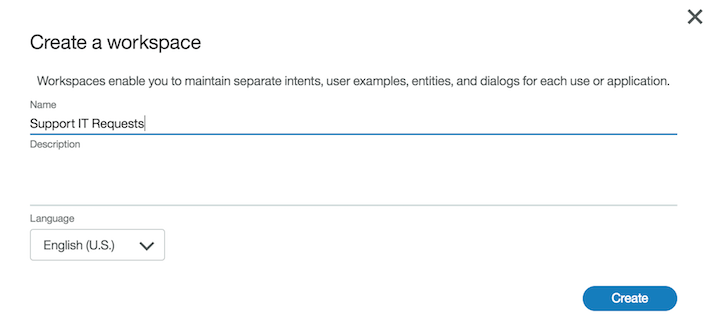 Create a workspace
Workspaces enable you to maintain separate intents, user examples, entities, and dialogs for each use or application.
Name
Support IT Requests
Description
Language
English (U.S.)
Create